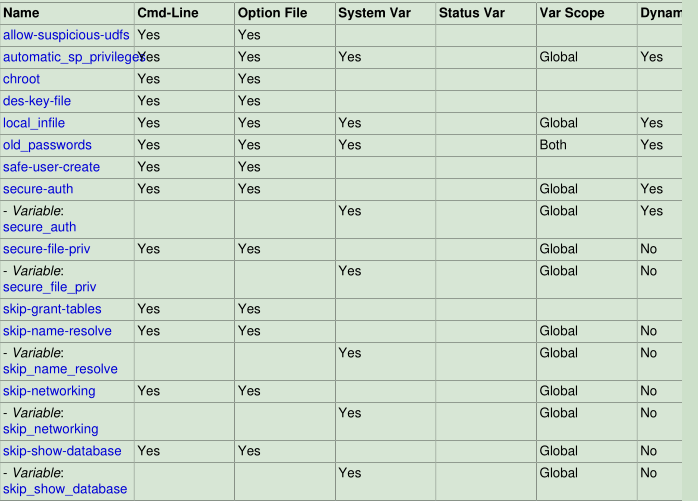 Name Cmd-Line Option File System Var Status Var Var Scope Dynam
allow-suspicious-udfs Yes Yes
automatic_sp_privileges Yes Yes Yes Global Yes
chroot Yes Yes
des-key-file Yes Yes
local_infile Yes Yes Yes Global Yes
old_passwords Yes Yes Yes Both Yes
safe-user-create Yes Yes
secure-auth Yes Yes Global Yes
- Variable: Yes Global Yes
secure_auth
secure-file-priv Yes Yes Global No
- Variable: Yes Global No
secure_file_priv
skip-grant-tables Yes Yes
skip-name-resolve Yes Yes Global No
- Variable: Yes Global No
skip_name_resolve
skip-networking Yes Yes Global No
- Variable: Yes Global No
skip_networking
skip-show-database Yes Yes Global No
- Variable: Yes Global No
skip_show_database